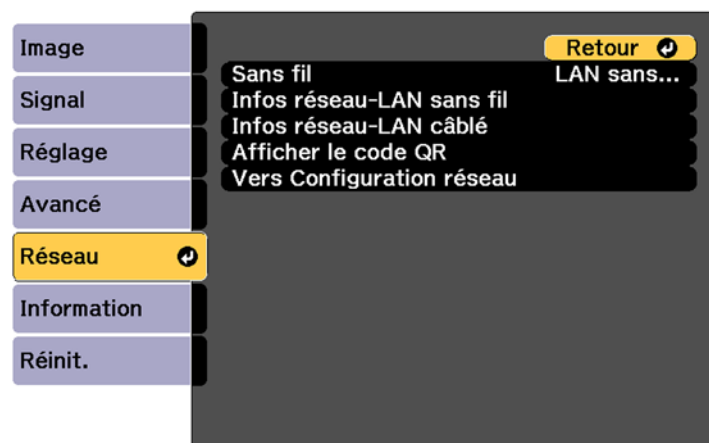 Image
Signal
Réglage
Avancé
Réseau
Information
Réinit.
Retour
Sans fil LAN sans...
Infos réseau-LAN sans fil
Infos réseau-LAN câblé
Afficher le code QR
Vers Configuration réseau